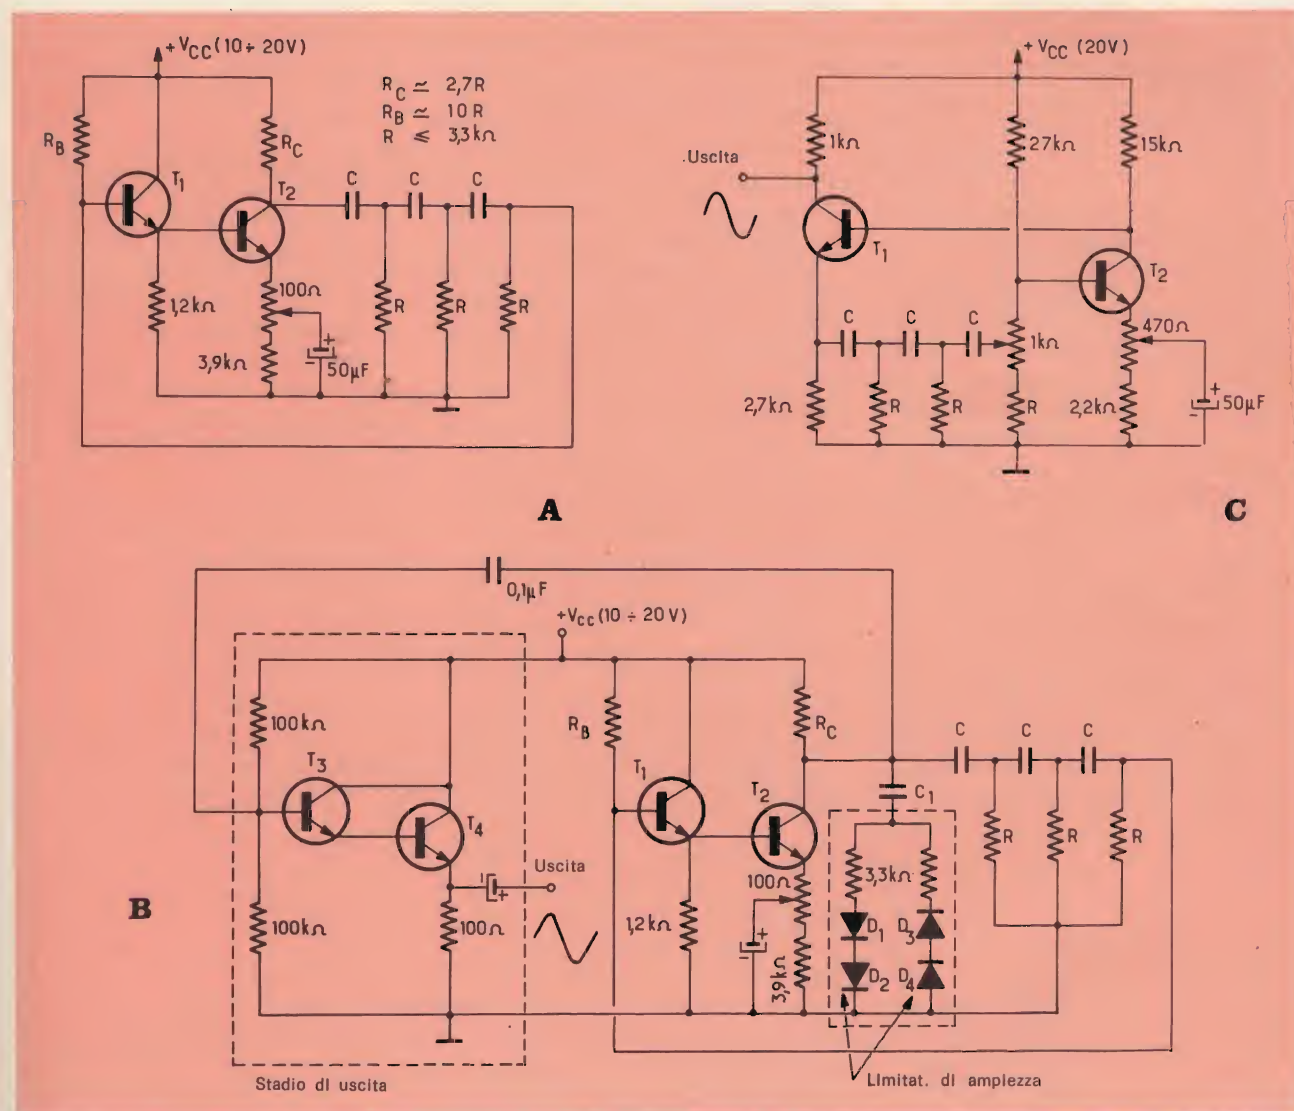 +VCC (10 ÷ 20V)
RC ≃ 2,7R
RB ≃ 10R
R ≤ 3,3kΩ
RB
RC
T1
T2
C C C
1,2kΩ
100Ω
R R R
3,9kΩ
50µF
+
-
A
+ VCC (20V)
1kΩ
27kΩ
15kΩ
Uscita
T1
T2
C C C
1kΩ
470Ω
2,7kΩ
R R R
2,2kΩ
50µF
+
-
C
0,1µF
+VCC (10 ÷ 20V)
100kΩ
RB
RC
C C C
T3
T1
T2
C1
T4
R R R
Uscita
+
100Ω
3,3kΩ
B
100kΩ
100Ω
1,2kΩ
+
-
3,9kΩ
D1 D3
D2 D4
Stadio di uscita
Limitat. di amplezza